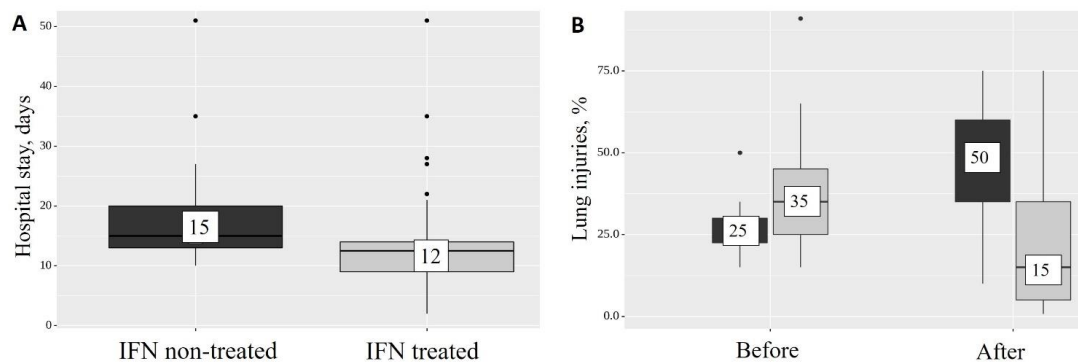 A
Hospital stay, days
50
40
30
20
10
0
15
12
IFN non-treated
IFN treated
B
Lung injuries, %
75.0
50.0
25.0
0.0
25
35
50
15
Before
After